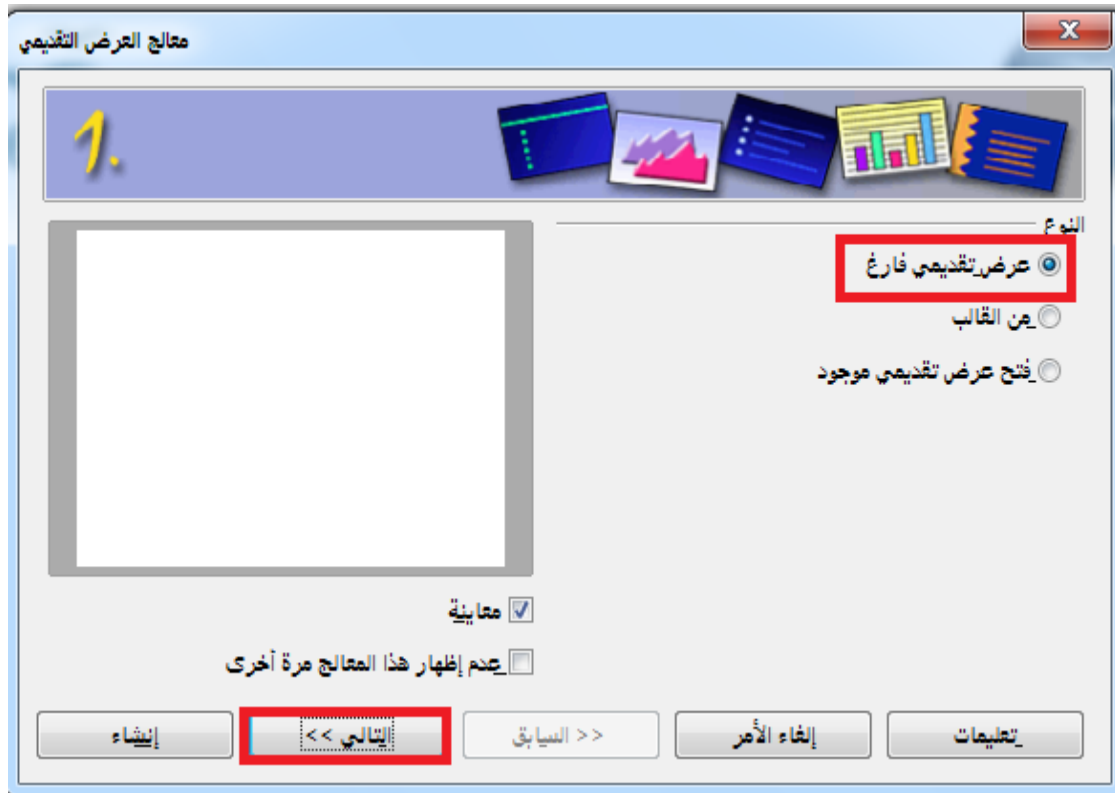 معالج العرض التقديمي
1.
النوع
عرض تقديمي فارغ
من القالب
فتح عرض تقديمي موجود
معاينة
عدم إظهار هذا المعالج مرة أخرى
تعليمات
إلغاء الأمر
<< السابق
التالي >>
إنشاء